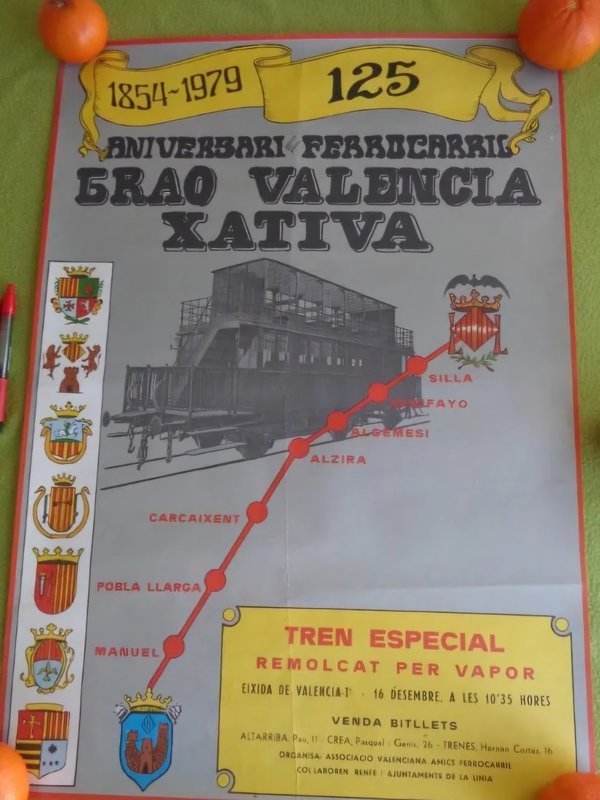 1854~1979
125
ANIVERSARI del FERROCARRIL
GRAO VALENCIA
XATIVA
SILLA
BENIFAYO
ALGEMESI
ALZIRA
CARCAIXENT
POBLA LLARGA
MANUEL
TREN ESPECIAL
REMOLCAT PER VAPOR
EIXIDA DE VALENCIA-Tº · 16 DESEMBRE, A LES 10'35 HORES
VENDA BITLLETS
ALTARRIBA, Pau, 11 - CREA, Pasqual i Genis, 26 - TRENES, Hernan Cortés, 16
ORGANISA: ASSOCIACIO VALENCIANA AMICS FERROCARRIL
COL·LABOREN: RENFE I AJUNTAMENTS DE LA LINIA